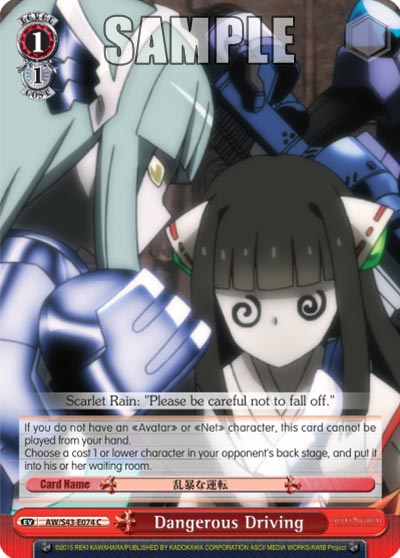 LEVEL
1
1
COST
SAMPLE
Scarlet Rain: "Please be careful not to fall off."
If you do not have an «Avatar» or «Net» character, this card cannot be
played from your hand.
Choose a cost 1 or lower character in your opponent's back stage, and put it
into his or her waiting room.
Card Name 乱暴な運転
EV AW/S43-E074 C Dangerous Driving
©2015 REKI KAWAHARA/PUBLISHED BY KADOKAWA CORPORATION ASCII MEDIA WORKS/AWIB Project